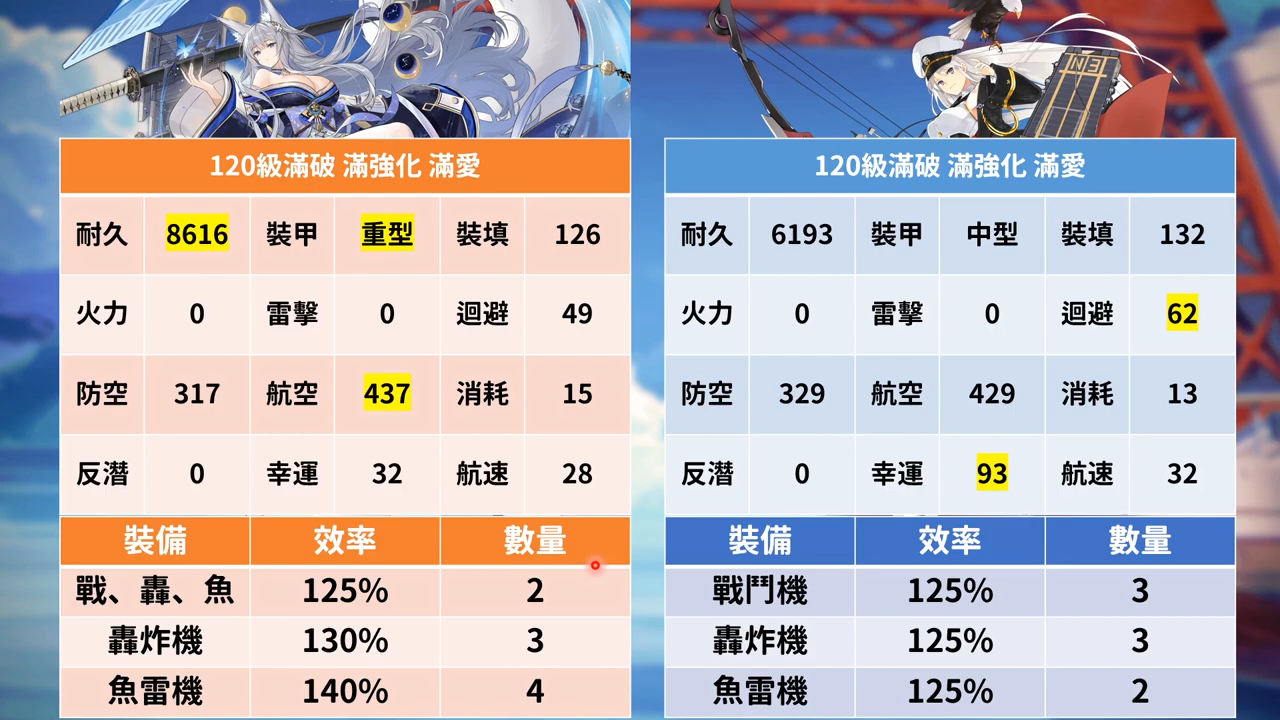 120級滿破 滿強化 滿愛
耐久 8616 裝甲 重型 裝填 126
火力 0 雷擊 0 迴避 49
防空 317 航空 437 消耗 15
反潛 0 幸運 32 航速 28
裝備 效率 數量
戰、轟、魚 125% 2
轟炸機 130% 3
魚雷機 140% 4
EN
120級滿破 滿強化 滿愛
耐久 6193 裝甲 中型 裝填 132
火力 0 雷擊 0 迴避 62
防空 329 航空 429 消耗 13
反潛 0 幸運 93 航速 32
裝備 效率 數量
戰鬥機 125% 3
轟炸機 125% 3
魚雷機 125% 2